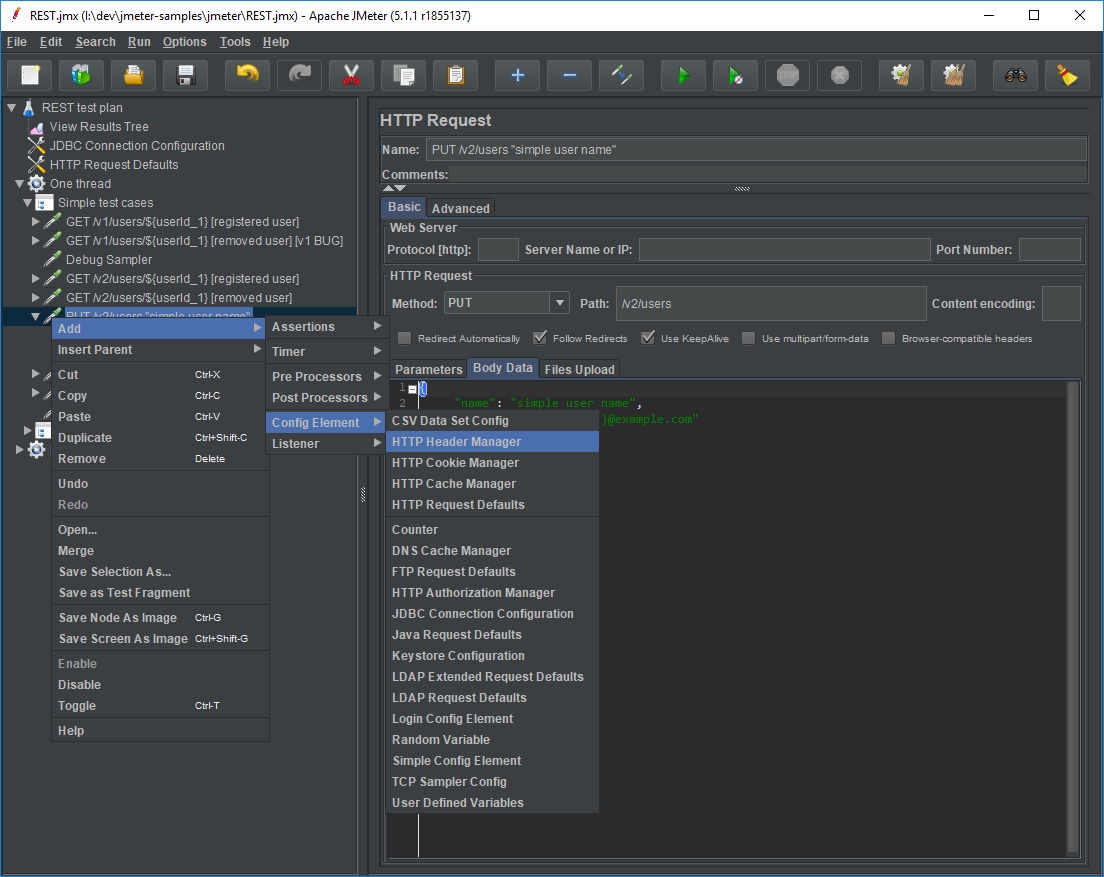 REST.jmx (I:\dev\jmeter-samples\jmeter\REST.jmx) - Apache JMeter (5.1.1 r1855137)
File Edit Search Run Options Tools Help
STOP
REST test plan
View Results Tree
JDBC Connection Configuration
HTTP Request Defaults
One thread
Simple test cases
GET /v1/users/${userId_1} [registered user]
GET /v1/users/${userId_1} [removed user] [v1 BUG]
Debug Sampler
GET /v2/users/${userId_1} [registered user]
GET /v2/users/${userId_1} [removed user]
PUT /v2/users "simple user name"
Add
Insert Parent
Cut Ctrl-X
Copy Ctrl-C
Paste Ctrl-V
Duplicate Ctrl+Shift-C
Remove Delete
Undo
Redo
Open...
Merge
Save Selection As...
Save as Test Fragment
Save Node As Image Ctrl-G
Save Screen As Image Ctrl+Shift-G
Enable
Disable
Toggle Ctrl-T
Help
Assertions
Timer
Pre Processors
Post Processors
Config Element
Listener
CSV Data Set Config
HTTP Header Manager
HTTP Cookie Manager
HTTP Cache Manager
HTTP Request Defaults
Counter
DNS Cache Manager
FTP Request Defaults
HTTP Authorization Manager
JDBC Connection Configuration
Java Request Defaults
Keystore Configuration
LDAP Extended Request Defaults
LDAP Request Defaults
Login Config Element
Random Variable
Simple Config Element
TCP Sampler Config
User Defined Variables
HTTP Request
Name: PUT /v2/users "simple user name"
Comments:
Basic Advanced
Web Server
Protocol [http]: Server Name or IP: Port Number:
HTTP Request
Method: PUT Path: /v2/users Content encoding:
Redirect Automatically Follow Redirects Use KeepAlive Use multipart/form-data Browser-compatible headers
Parameters Body Data Files Upload
1 {
2 "name": "simple user name",
}@example.com"